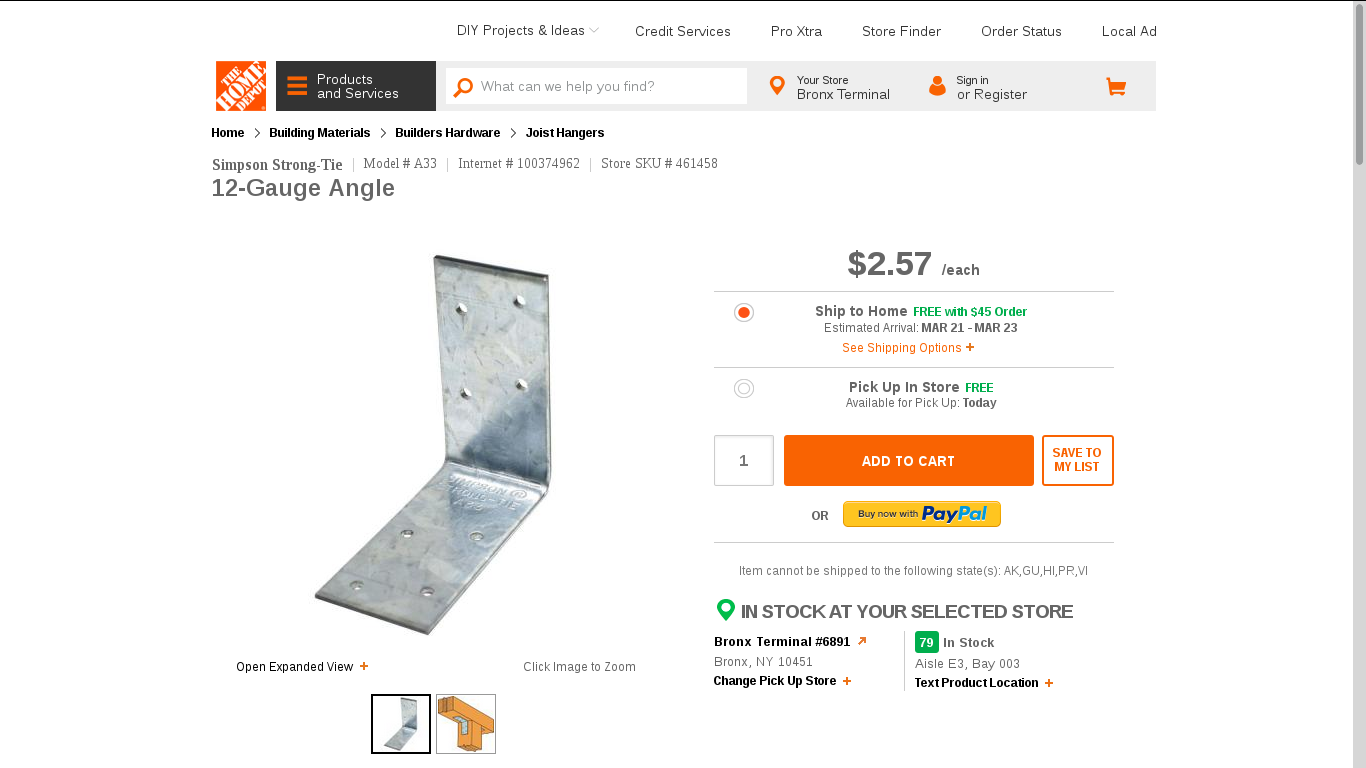 DIY Projects & Ideas
Credit Services
Pro Xtra
Store Finder
Order Status
Local Ad
THE HOME DEPOT
Products
and Services
What can we help you find?
Your Store
Bronx Terminal
Sign in
or Register
Home
Building Materials
Builders Hardware
Joist Hangers
Simpson Strong-Tie
Model # A33
Internet # 100374962
Store SKU # 461458
12-Gauge Angle
SIMPSON ®
$2.57 /each
Ship to Home FREE with $45 Order
Estimated Arrival: MAR 21 - MAR 23
See Shipping Options +
Pick Up In Store FREE
Available for Pick Up: Today
1
ADD TO CART
SAVE TO
MY LIST
OR
Buy now with PayPal
Item cannot be shipped to the following state(s): AK,GU,HI,PR,VI
IN STOCK AT YOUR SELECTED STORE
Bronx Terminal #6891
Bronx, NY 10451
Change Pick Up Store +
79 In Stock
Aisle E3, Bay 003
Text Product Location +
Open Expanded View +
Click Image to Zoom